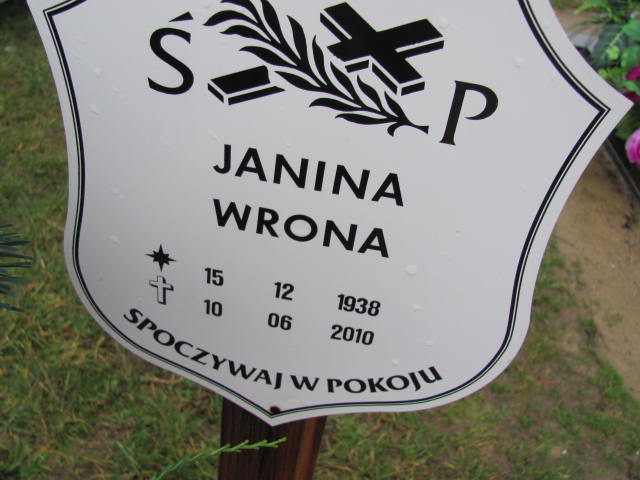 Ś P
JANINA
WRONA
15 12 1938
10 06 2010
SPOCZYWAJ W POKOJU